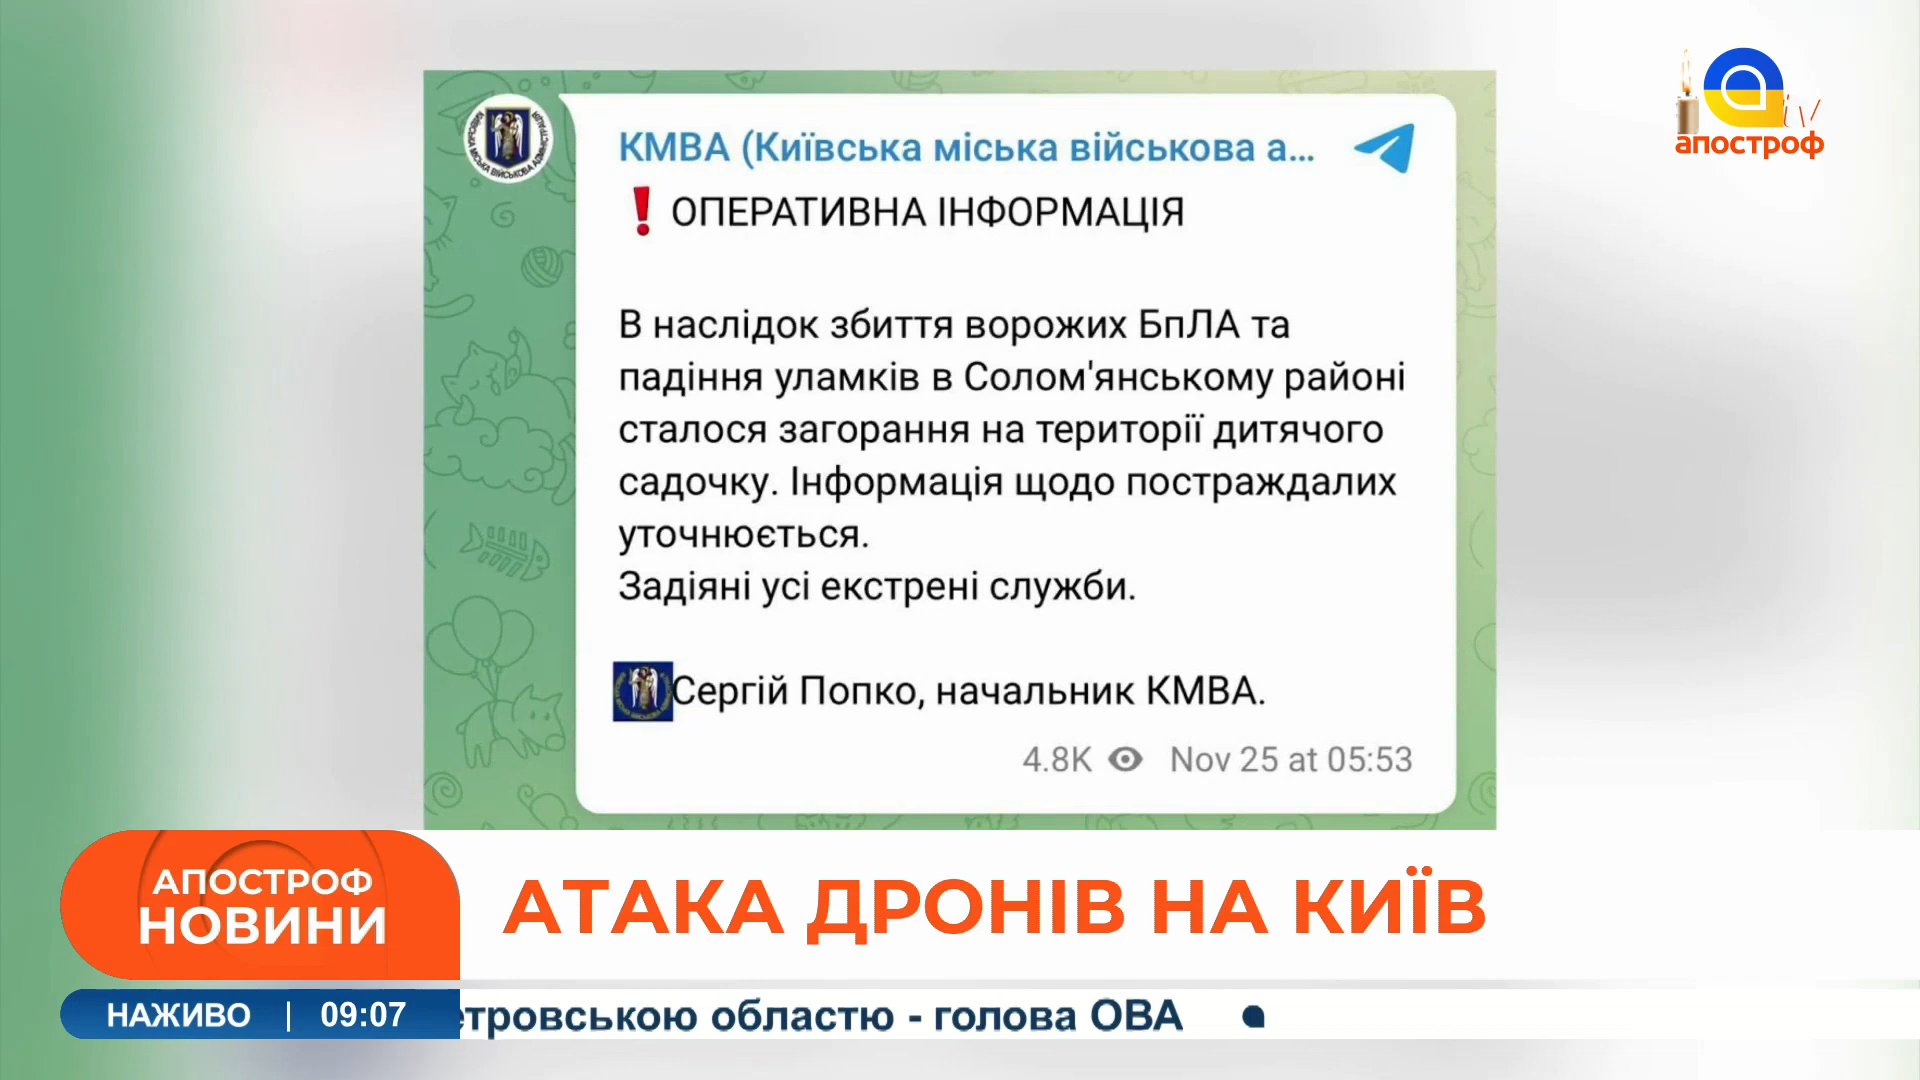 апостроф
tv
КМВА (Київська міська військова а...
❗ ОПЕРАТИВНА ІНФОРМАЦІЯ
В наслідок збиття ворожих БпЛА та
падіння уламків в Солом'янському районі
сталося загорання на території дитячого
садочку. Інформація щодо постраждалих
уточнюється.
Задіяні усі екстрені служби.
Сергій Попко, начальник КМВА.
4.8K Nov 25 at 05:53
АПОСТРОФ
НОВИНИ
АТАКА ДРОНІВ НА КИЇВ
НАЖИВО | 09:07
етровською областю - голова ОВА